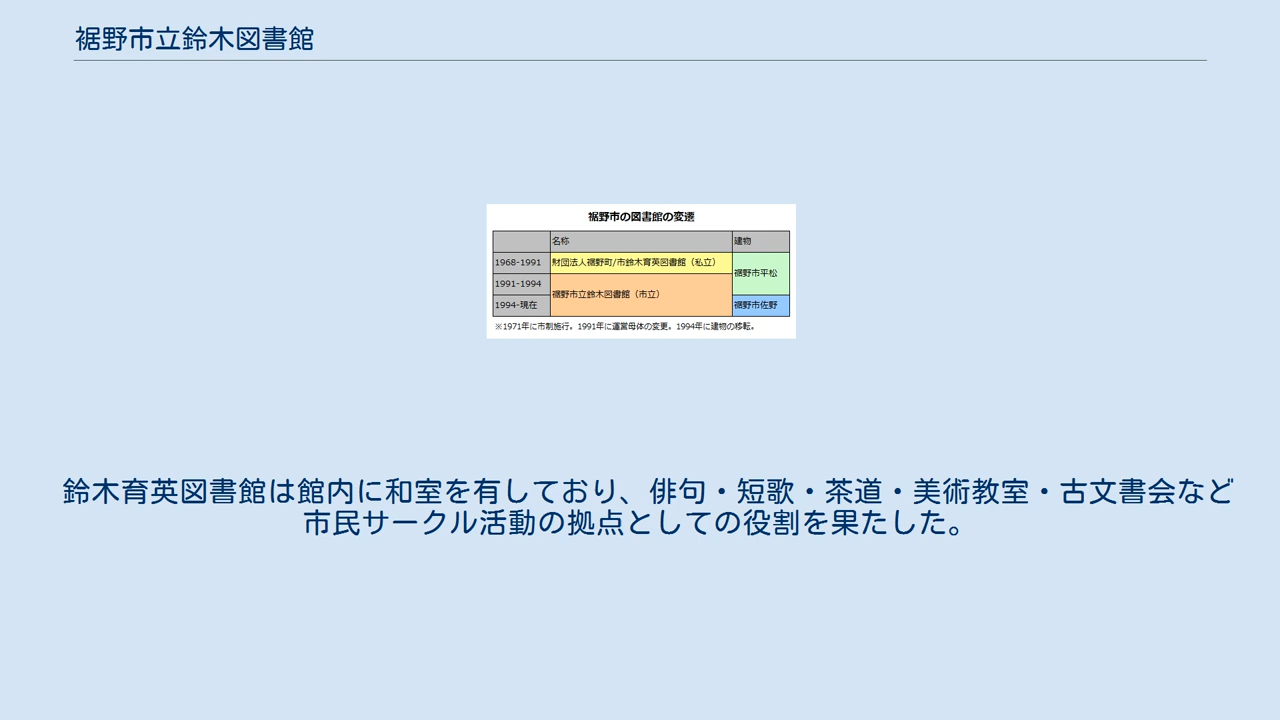 裾野市立鈴木図書館
裾野市の図書館の変遷
名称 建物
1968-1991 財団法人裾野町/市鈴木育英図書館（私立）
裾野市平松
1991-1994
裾野市立鈴木図書館（市立）
1994-現在 裾野市佐野
※1971年に市制施行。1991年に運営母体の変更。1994年に建物の移転。
鈴木育英図書館は館内に和室を有しており、俳句・短歌・茶道・美術教室・古文書会など
市民サークル活動の拠点としての役割を果たした。